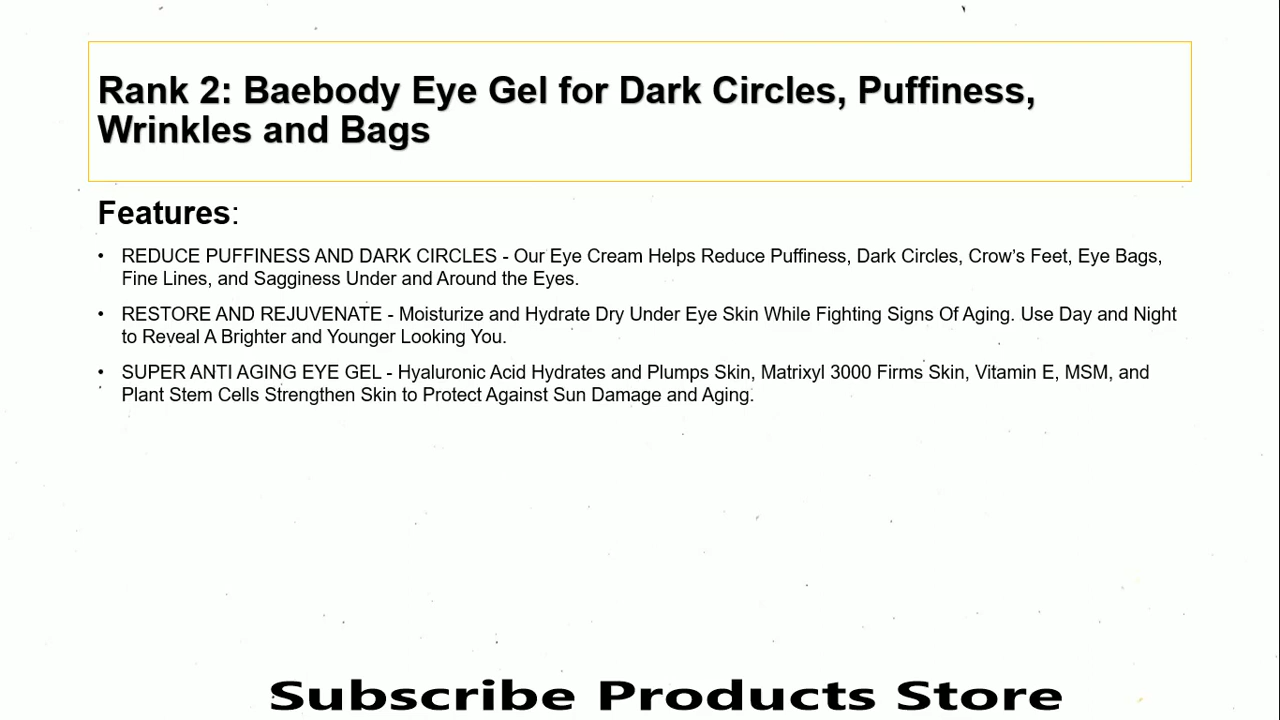 Rank 2: Baebody Eye Gel for Dark Circles, Puffiness,
Wrinkles and Bags
Features:
• REDUCE PUFFINESS AND DARK CIRCLES - Our Eye Cream Helps Reduce Puffiness, Dark Circles, Crow’s Feet, Eye Bags,
Fine Lines, and Sagginess Under and Around the Eyes.
• RESTORE AND REJUVENATE - Moisturize and Hydrate Dry Under Eye Skin While Fighting Signs Of Aging. Use Day and Night
to Reveal A Brighter and Younger Looking You.
• SUPER ANTI AGING EYE GEL - Hyaluronic Acid Hydrates and Plumps Skin, Matrixyl 3000 Firms Skin, Vitamin E, MSM, and
Plant Stem Cells Strengthen Skin to Protect Against Sun Damage and Aging.
Subscribe Products Store